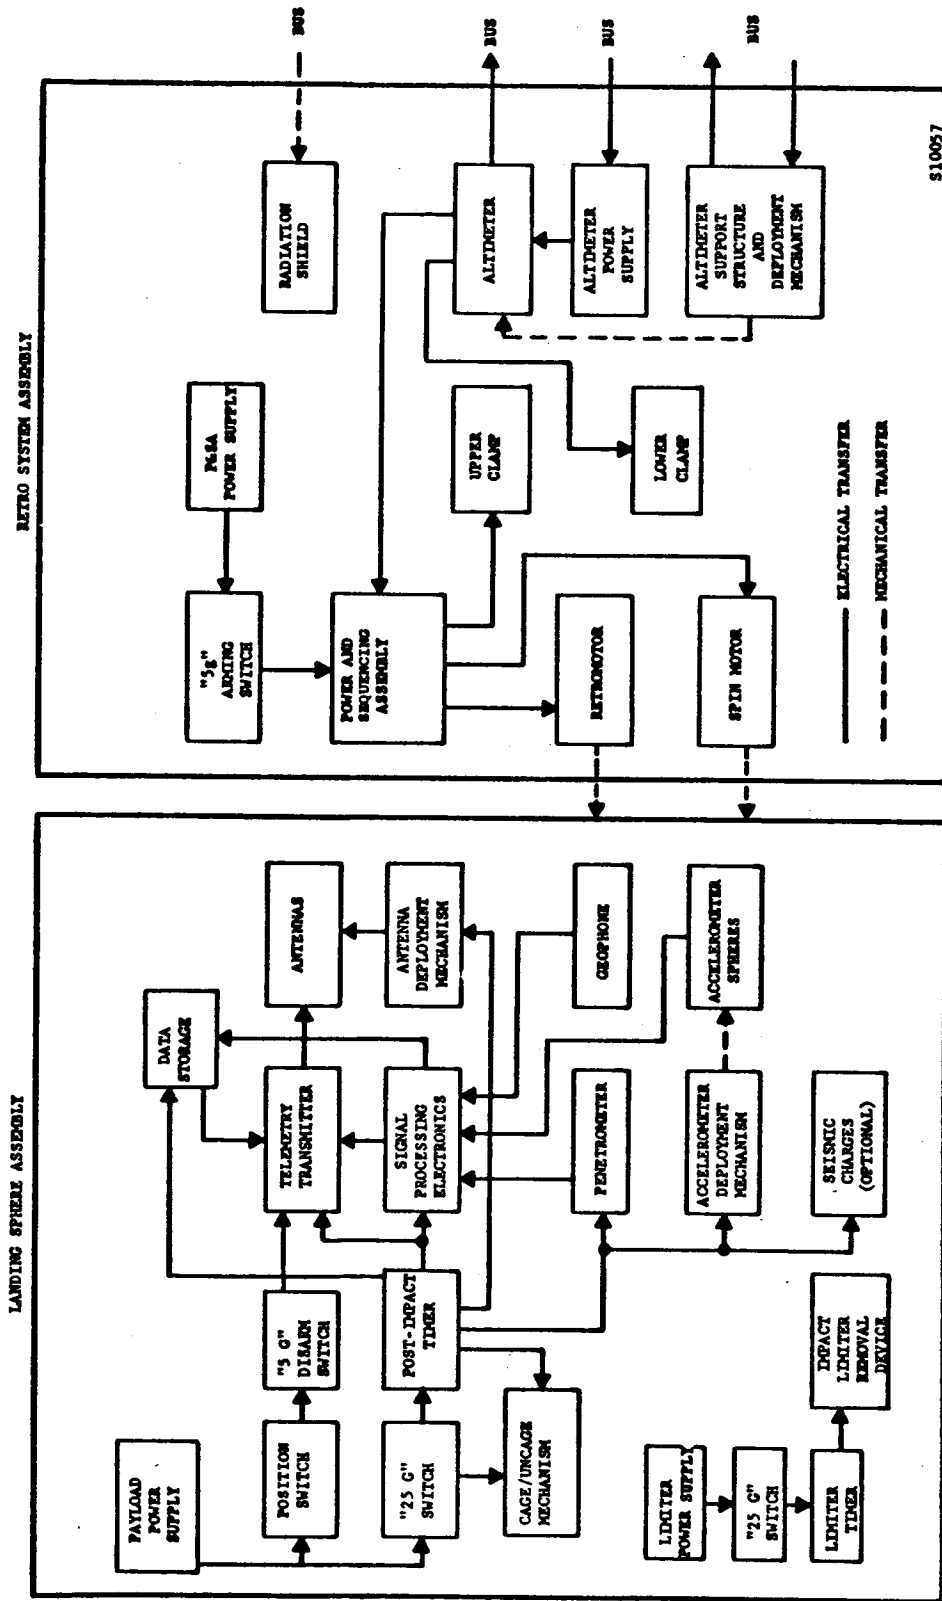 LANDING SPHERE ASSEMBLY
PAYLOAD
POWER
SUPPLY
POSITION
SWITCH
"5 G"
DISARM
SWITCH
"25 G"
SWITCH
POST-IMPACT
TIMER
CAGE/UNCAGE
MECHANISM
DATA
STORAGE
TELEMETRY
TRANSMITTER
ANTENNAS
SIGNAL
PROCESSING
ELECTRONICS
ANTENNA
DEPLOYMENT
MECHANISM
PENETROMETER
GEOPHONE
ACCELEROMETER
DEPLOYMENT
MECHANISM
ACCELEROMETER
SPHERES
SEISMIC
CHARGES
(OPTIONAL)
LIMITER
POWER SUPPLY
"25 G"
SWITCH
LIMITER
TIMER
IMPACT
LIMITER
REMOVAL
DEVICE
RETRO SYSTEM ASSEMBLY
"5g"
ARMING
SWITCH
P&SA
POWER SUPPLY
RADIATION
SHIELD
BUS
POWER AND
SEQUENCING
ASSEMBLY
UPPER
CLAMP
ALTIMETER
BUS
RETROMOTOR
ALTIMETER
POWER
SUPPLY
BUS
LOWER
CLAMP
SPIN MOTOR
ALTIMETER
SUPPORT
STRUCTURE
AND
DEPLOYMENT
MECHANISM
BUS
ELECTRICAL TRANSFER
MECHANICAL TRANSFER
S10057